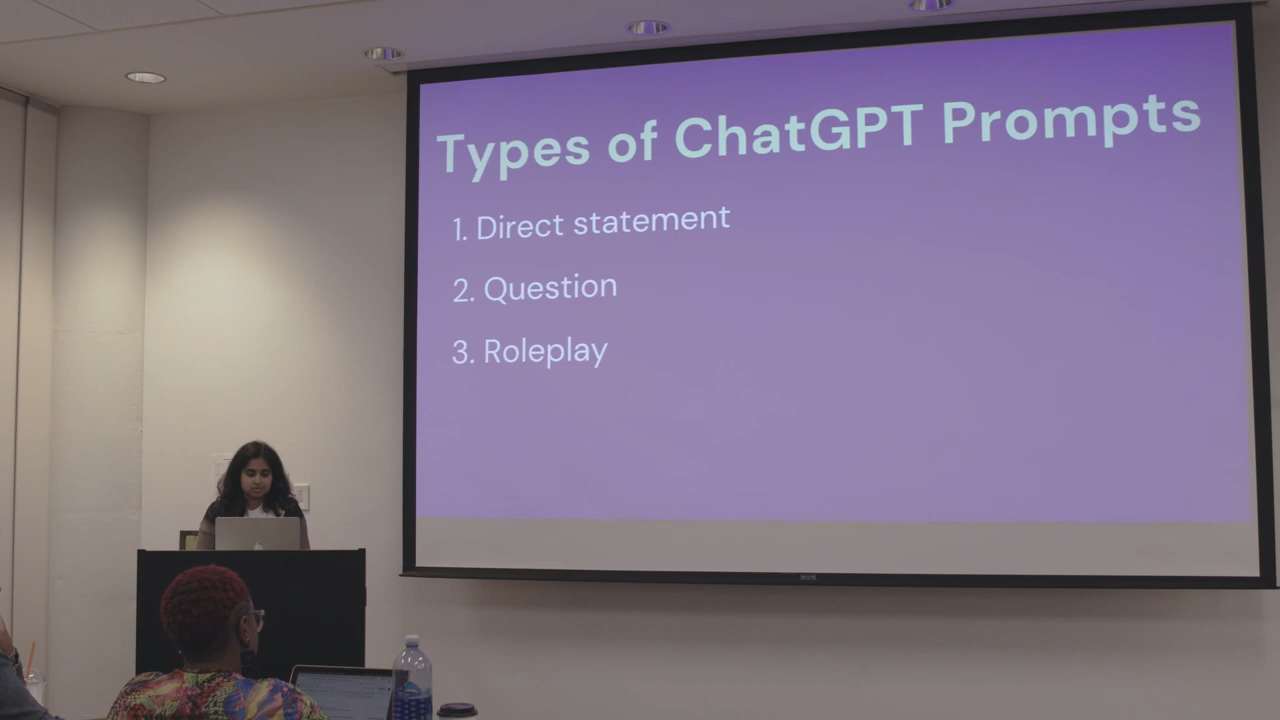 Types of ChatGPT Prompts
1. Direct statement
2. Question
3. Roleplay